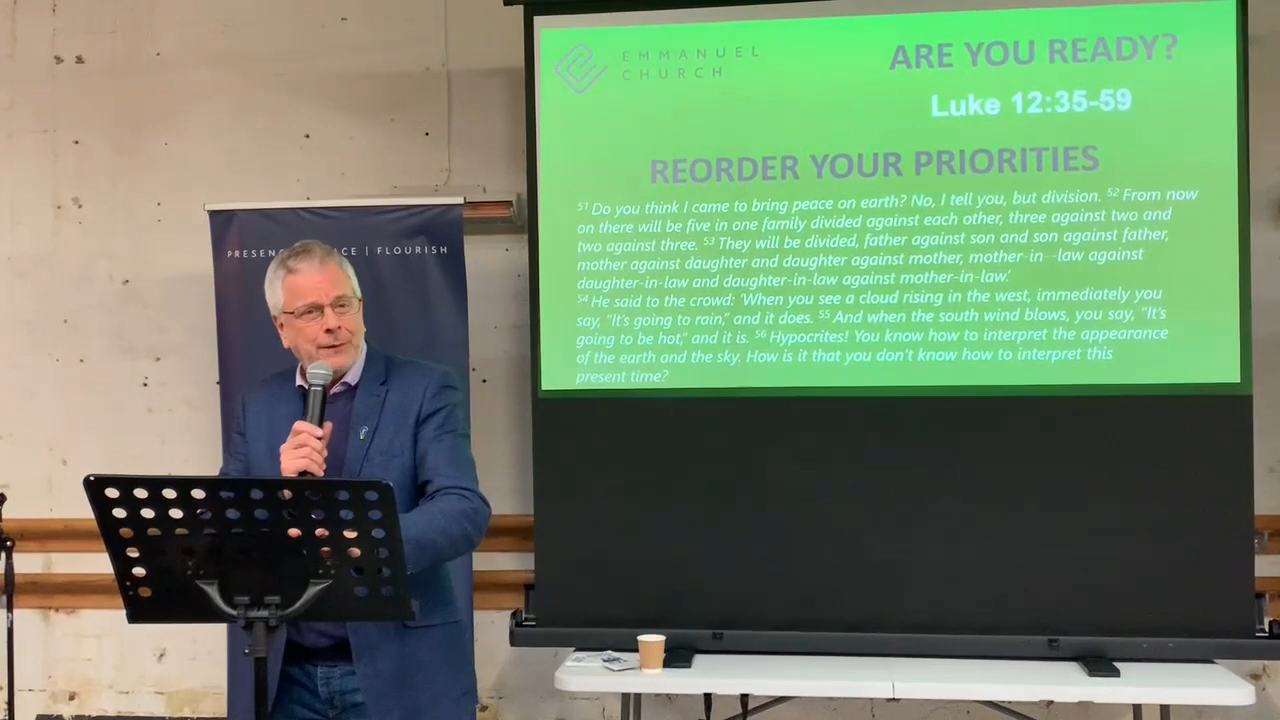 EMMANUEL
CHURCH
ARE YOU READY?
Luke 12:35-59
REORDER YOUR PRIORITIES
51 Do you think I came to bring peace on earth? No, I tell you, but division. 52 From now
on there will be five in one family divided against each other, three against two and
two against three. 53 They will be divided, father against son and son against father,
mother against daughter and daughter against mother, mother-in--law against
daughter-in-law and daughter-in-law against mother-in-law.’
54 He said to the crowd: ‘When you see a cloud rising in the west, immediately you
say, “It’s going to rain,” and it does. 55 And when the south wind blows, you say, “It’s
going to be hot,” and it is. 56 Hypocrites! You know how to interpret the appearance
of the earth and the sky. How is it that you don't know how to interpret this
present time?
| FLOURISH